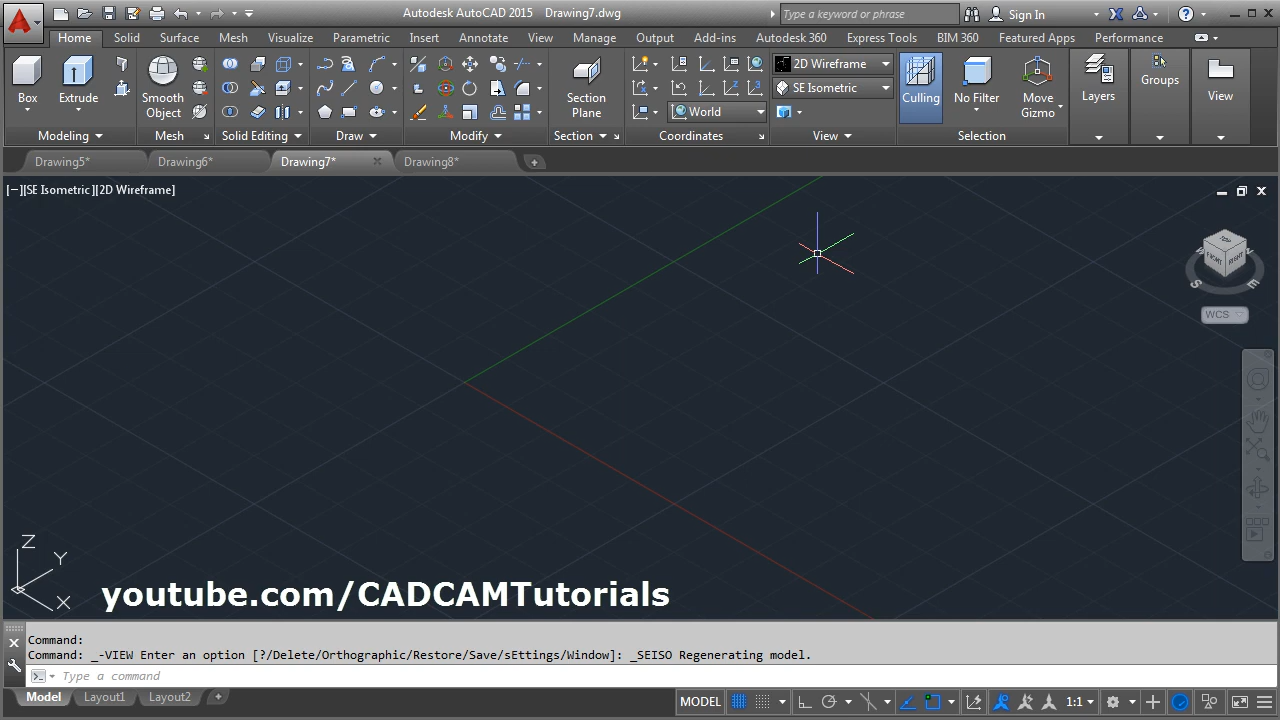 Autodesk AutoCAD 2015 Drawing7.dwg
Type a keyword or phrase
Sign In
Home Solid Surface Mesh Visualize Parametric Insert Annotate View Manage Output Add-ins Autodesk 360 Express Tools BIM 360 Featured Apps Performance
2D Wireframe
SE Isometric
World
Box Extrude Smooth Object Section Plane Culling No Filter Move Gizmo Layers Groups View
Modeling Mesh Solid Editing Draw Modify Section Coordinates View Selection
Drawing5* Drawing6* Drawing7* Drawing8*
[−][SE Isometric][2D Wireframe]
TOP
FRONT RIGHT
S E
WCS
Z
Y
X
youtube.com/CADCAMTutorials
Command:
Command: _-VIEW Enter an option [?/Delete/Orthographic/Restore/Save/sEttings/Window]: _SEISO Regenerating model.
Type a command
Model Layout1 Layout2
MODEL 1:1